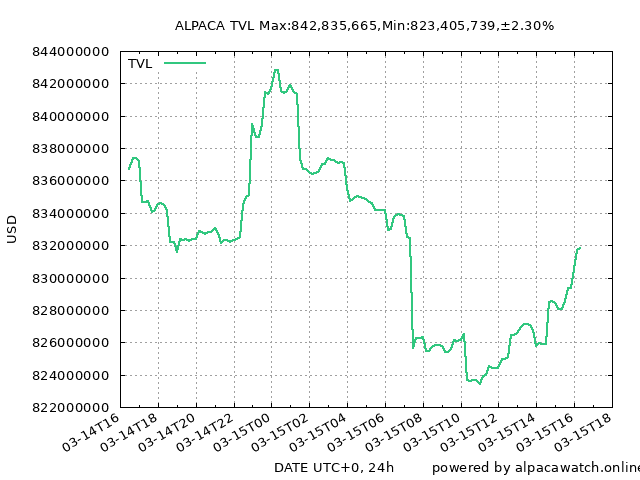 ALPACA TVL Max:842,835,665,Min:823,405,739,±2.30%
TVL
844000000
842000000
840000000
838000000
836000000
834000000
832000000
830000000
828000000
826000000
824000000
822000000
USD
03-14T16
03-14T18
03-14T20
03-14T22
03-15T00
03-15T02
03-15T04
03-15T06
03-15T08
03-15T10
03-15T12
03-15T14
03-15T16
03-15T18
DATE UTC+0, 24h
powered by alpacawatch.online